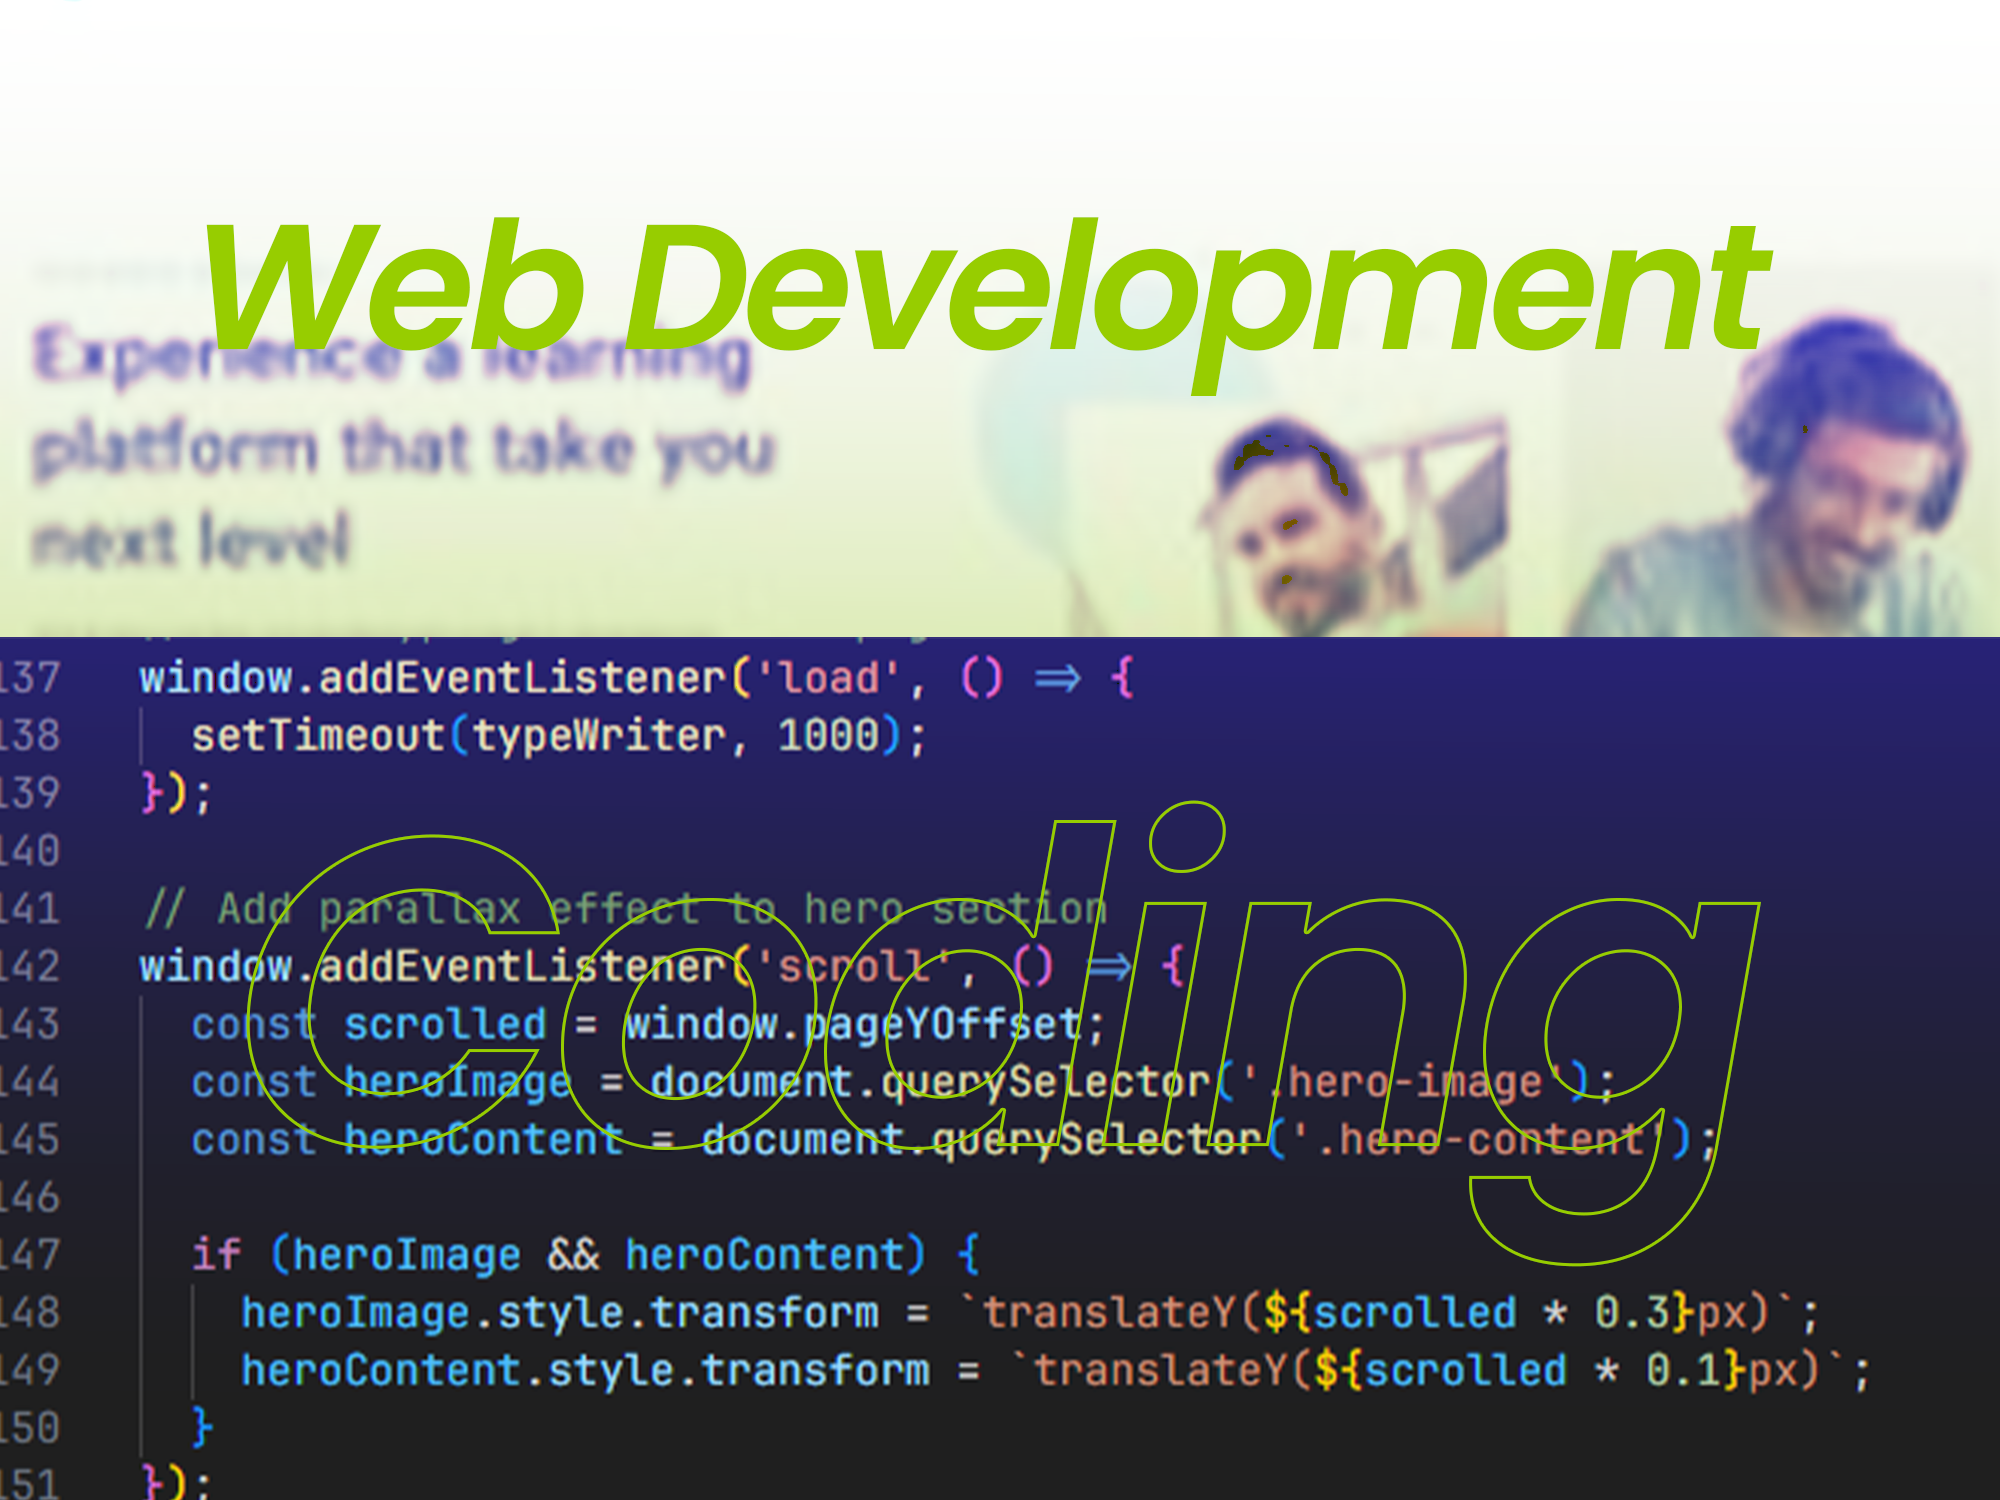 Web Development
Experience a learning
platform that take you
next level
137 window.addEventListener('load', () => {
138 setTimeout(typeWriter, 1000);
139 });
140
141 // Add parallax effect to hero section
142 window.addEventListener('scroll', () => {
143 const scrolled = window.pageYOffset;
144 const heroImage = document.querySelector('.hero-image');
145 const heroContent = document.querySelector('.hero-content');
146
147 if (heroImage && heroContent) {
148 heroImage.style.transform = `translateY(${scrolled * 0.3}px)`;
149 heroContent.style.transform = `translateY(${scrolled * 0.1}px)`;
150 }
151 });
Coding